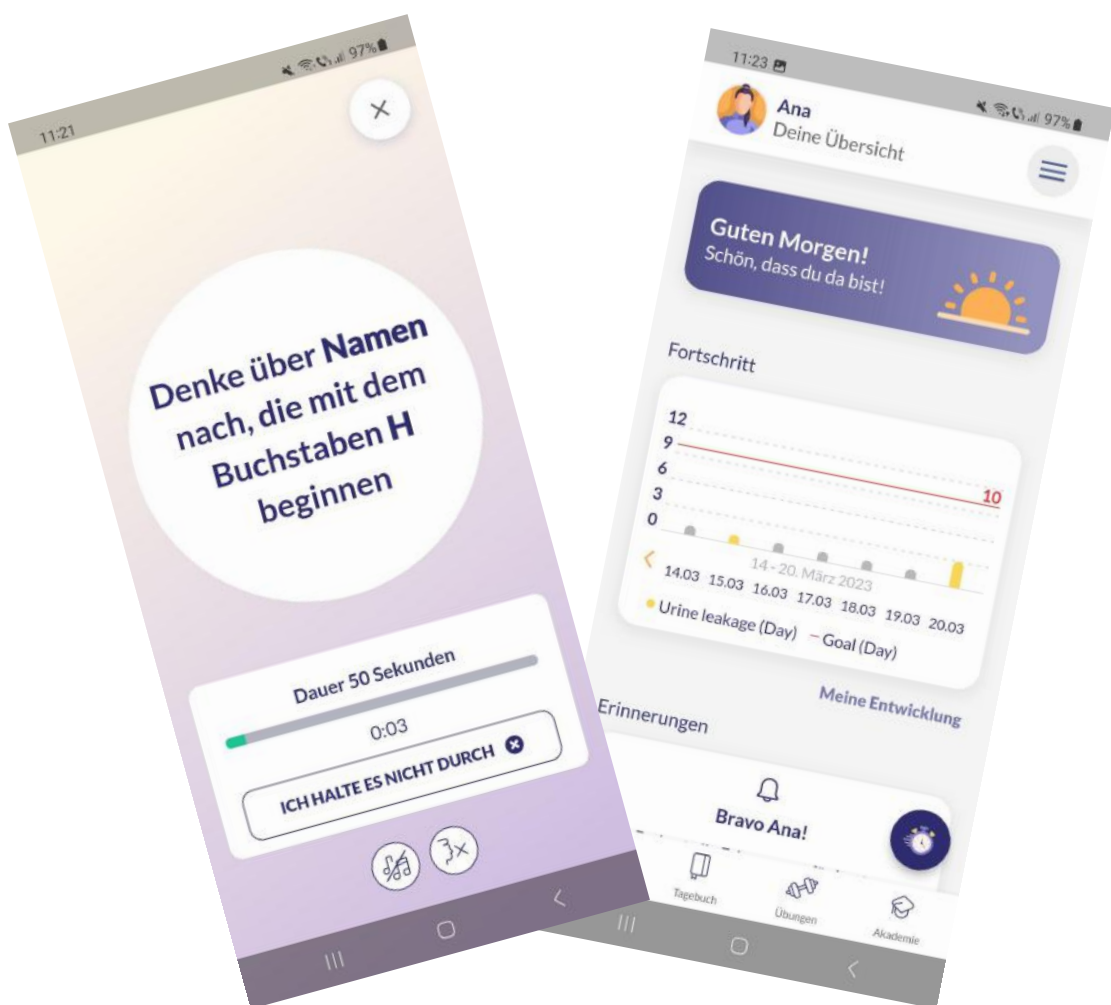 11:21
97%
Denke über Namen
nach, die mit dem
Buchstaben H
beginnen
Dauer 50 Sekunden
0:03
ICH HALTE ES NICHT DURCH
11:23
97%
Ana
Deine Übersicht
Guten Morgen!
Schön, dass du da bist!
Fortschritt
12
9
6
3
0
10
14 - 20. März 2023
14.03 15.03 16.03 17.03 18.03 19.03 20.03
Urine leakage (Day) Goal (Day)
Meine Entwicklung
Erinnerungen
Bravo Ana!
Tagebuch
Übungen
Akademie